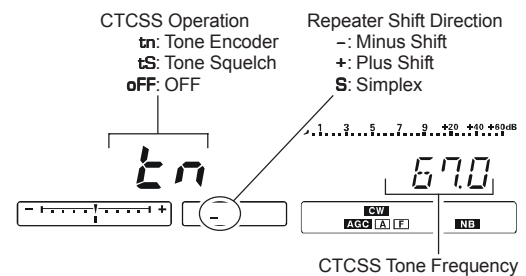 CTCSS Operation
tn: Tone Encoder
tS: Tone Squelch
oFF: OFF
Repeater Shift Direction
–: Minus Shift
+: Plus Shift
S: Simplex
1 3 5 7 9 +20 +40 +60dB
tn
67.0
– +
–
CW
AGC A F NB
CTCSS Tone Frequency